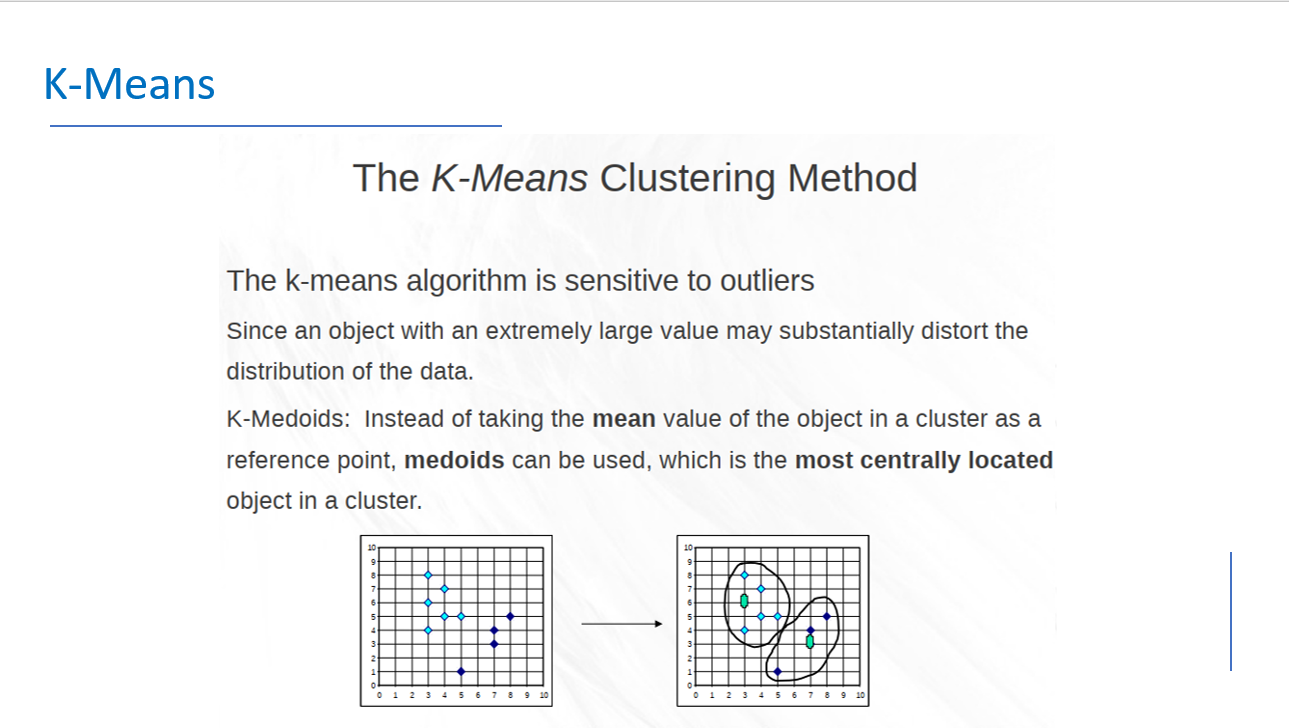 K-Means
The K-Means Clustering Method
The k-means algorithm is sensitive to outliers
Since an object with an extremely large value may substantially distort the
distribution of the data.
K-Medoids: Instead of taking the mean value of the object in a cluster as a
reference point, medoids can be used, which is the most centrally located
object in a cluster.
10
9
8
7
6
5
4
3
2
1
0
0 1 2 3 4 5 6 7 8 9 10
10
9
8
7
6
5
4
3
2
1
0
0 1 2 3 4 5 6 7 8 9 10